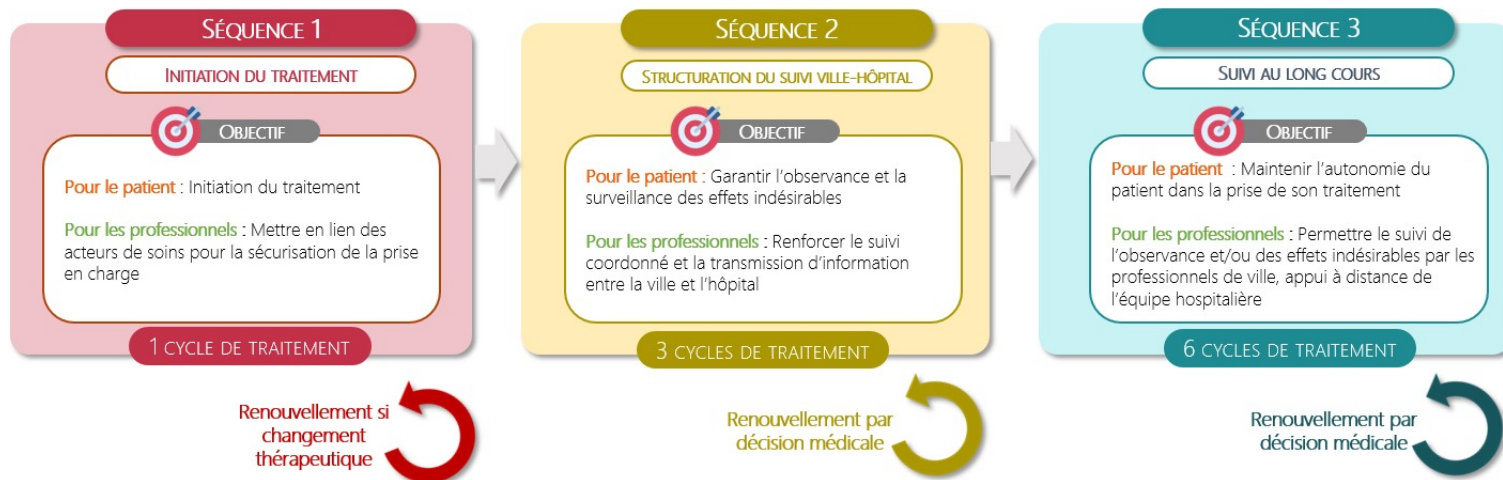 SÉQUENCE 1
INITIATION DU TRAITEMENT
OBJECTIF
Pour le patient : Initiation du traitement
Pour les professionnels : Mettre en lien des
acteurs de soins pour la sécurisation de la prise
en charge
1 CYCLE DE TRAITEMENT
Renouvellement si
changement
thérapeutique
SÉQUENCE 2
STRUCTURATION DU SUIVI VILLE-HÔPITAL
OBJECTIF
Pour le patient : Garantir l'observance et la
surveillance des effets indésirables
Pour les professionnels : Renforcer le suivi
coordonné et la transmission d'information
entre la ville et l'hôpital
3 CYCLES DE TRAITEMENT
Renouvellement par
décision médicale
SÉQUENCE 3
SUIVI AU LONG COURS
OBJECTIF
Pour le patient : Maintenir l'autonomie du
patient dans la prise de son traitement
Pour les professionnels : Permettre le suivi de
l'observance et/ou des effets indésirables par les
professionnels de ville, appui à distance de
l'équipe hospitalière
6 CYCLES DE TRAITEMENT
Renouvellement par
décision médicale